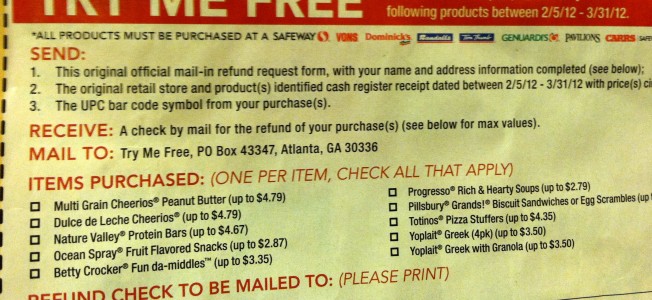 TRY ME FREE
following products between 2/5/12 - 3/31/12.
*ALL PRODUCTS MUST BE PURCHASED AT A SAFEWAY VONS Dominick's Randalls Tom Thumb GENUARDI'S PAVILIONS CARRS
SEND:
1. This original official mail-in refund request form, with your name and address information completed (see below);
2. The original retail store and product(s) identified cash register receipt dated between 2/5/12 - 3/31/12 with price(s)
3. The UPC bar code symbol from your purchase(s).
RECEIVE: A check by mail for the refund of your purchase(s) (see below for max values).
MAIL TO: Try Me Free, PO Box 43347, Atlanta, GA 30336
ITEMS PURCHASED: (ONE PER ITEM, CHECK ALL THAT APPLY)
Multi Grain Cheerios® Peanut Butter (up to $4.79)
Dulce de Leche Cheerios® (up to $4.79)
Nature Valley® Protein Bars (up to $4.67)
Ocean Spray® Fruit Flavored Snacks (up to $2.87)
Betty Crocker® Fun da-middles™ (up to $3.35)
Progresso® Rich & Hearty Soups (up to $2.79)
Pillsbury® Grands!® Biscuit Sandwiches or Egg Scrambles (up
Totinos® Pizza Stuffers (up to $4.35)
Yoplait® Greek (4pk) (up to $3.50)
Yoplait® Greek with Granola (up to $3.50)
REFUND CHECK TO BE MAILED TO: (PLEASE PRINT)